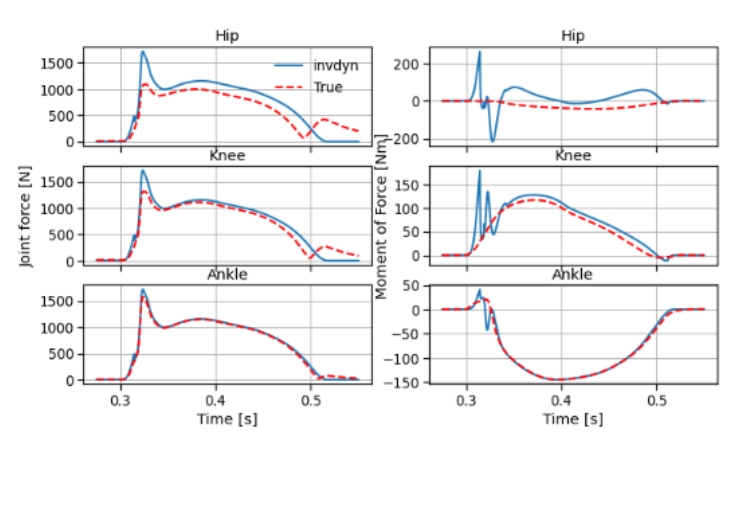 Hip
1500
1000
500
0
invdyn
True
Hip
200
0
−200
Knee
1500
1000
500
0
Knee
150
100
50
0
Joint force [N]
Moment of Force [Nm]
Ankle
1500
1000
500
0
0.3
0.4
0.5
Time [s]
Ankle
50
0
−50
−100
−150
0.3
0.4
0.5
Time [s]